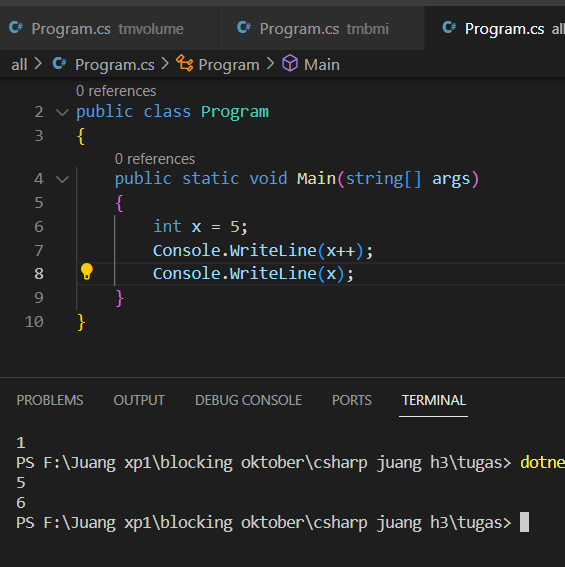 C# Program.cs tmvolume C# Program.cs tmbmi C# Program.cs all
all > C# Program.cs > Program > Main
0 references
2 public class Program
3 {
0 references
4 public static void Main(string[] args)
5 {
6 int x = 5;
7 Console.WriteLine(x++);
8 Console.WriteLine(x);
9 }
10 }
PROBLEMS OUTPUT DEBUG CONSOLE PORTS TERMINAL
1
PS F:\Juang xp1\blocking oktober\csharp juang h3\tugas> dotne
5
6
PS F:\Juang xp1\blocking oktober\csharp juang h3\tugas>